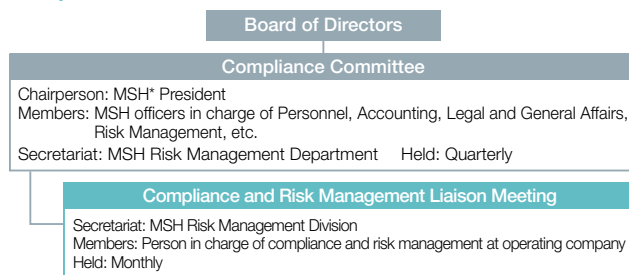 Board of Directors
Compliance Committee
Chairperson: MSH* President
Members: MSH officers in charge of Personnel, Accounting, Legal and General Affairs,
Risk Management, etc.
Secretariat: MSH Risk Management Department Held: Quarterly
Compliance and Risk Management Liaison Meeting
Secretariat: MSH Risk Management Division
Members: Person in charge of compliance and risk management at operating company
Held: Monthly